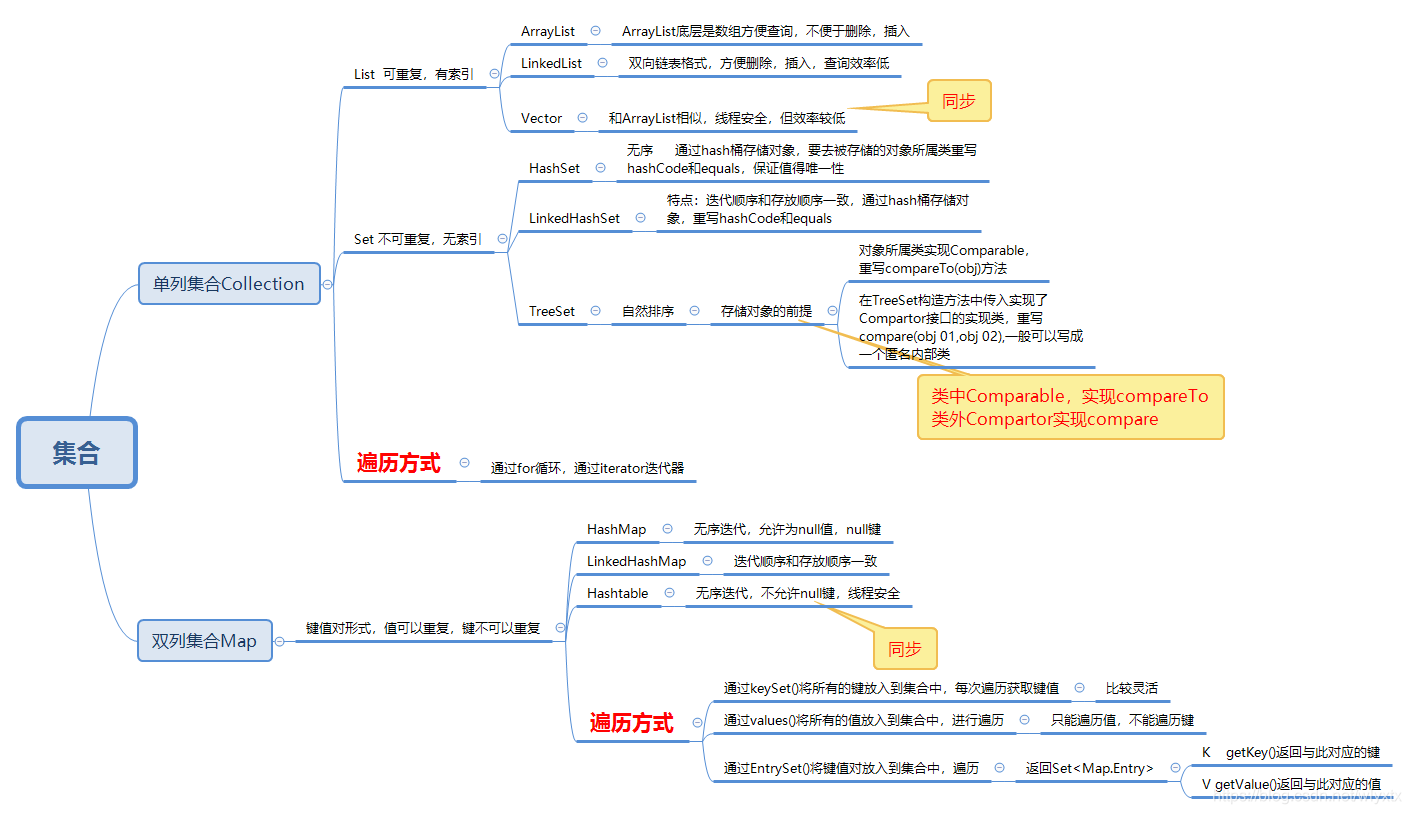 集合
单列集合Collection
List 可重复，有索引
ArrayList
ArrayList底层是数组方便查询，不便于删除，插入
LinkedList
双向链表格式，方便删除，插入，查询效率低
Vector
和ArrayList相似，线程安全，但效率较低
同步
Set 不可重复，无索引
HashSet
无序 通过hash桶存储对象，要去被存储的对象所属类重写
hashCode和equals，保证值得唯一性
LinkedHashSet
特点：迭代顺序和存放顺序一致，通过hash桶存储对
象，重写hashCode和equals
TreeSet
自然排序
存储对象的前提
对象所属类实现Comparable，
重写compareTo(obj)方法
在TreeSet构造方法中传入实现了
Compartor接口的实现类，重写
compare(obj 01,obj 02),一般可以写成
一个匿名内部类
类中Comparable，实现compareTo
类外Compartor实现compare
遍历方式
通过for循环，通过iterator迭代器
双列集合Map
键值对形式，值可以重复，键不可以重复
HashMap
无序迭代，允许为null值，null键
LinkedHashMap
迭代顺序和存放顺序一致
Hashtable
无序迭代，不允许null键，线程安全
同步
遍历方式
通过keySet()将所有的键放入到集合中，每次遍历获取键值
比较灵活
通过values()将所有的值放入到集合中，进行遍历
只能遍历值，不能遍历键
通过EntrySet()将键值对放入到集合中，遍历
返回Set<Map.Entry>
K getKey()返回与此对应的键
V getValue()返回与此对应的值